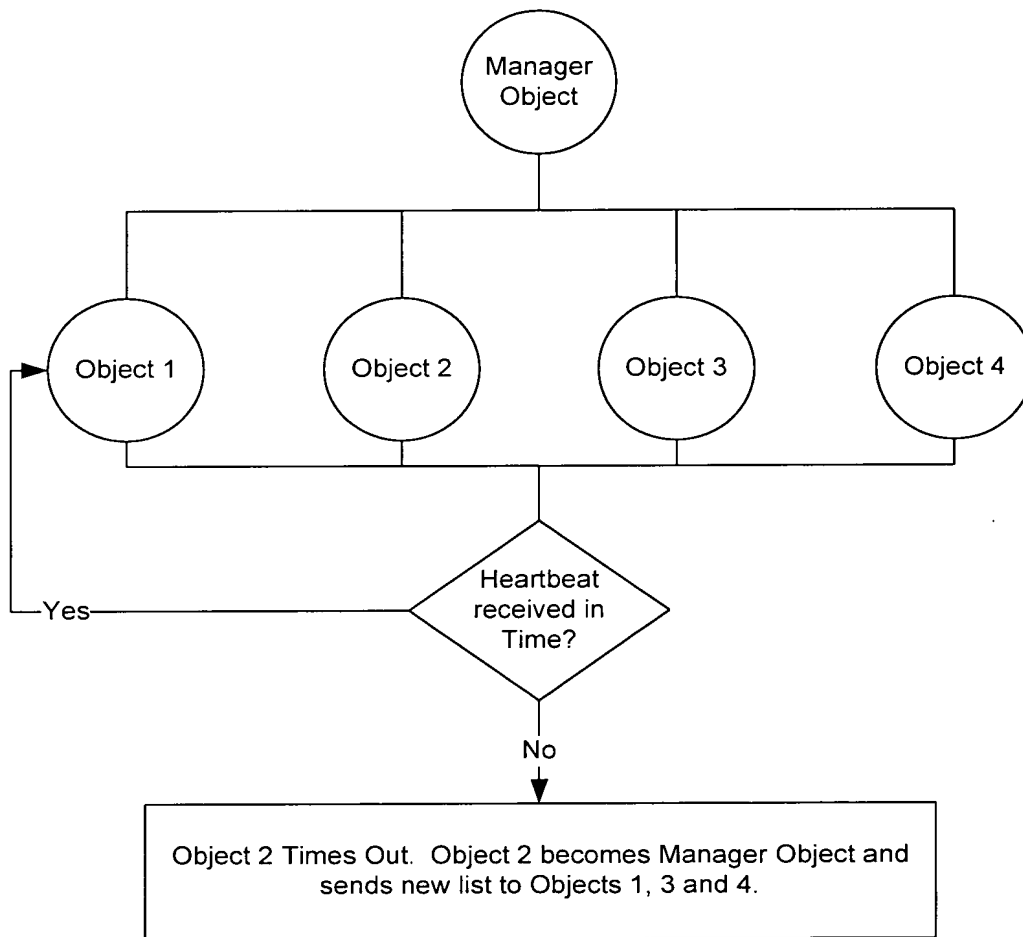 Manager
Object
Object 1
Object 2
Object 3
Object 4
Heartbeat
received in
Time?
Yes
No
Object 2 Times Out. Object 2 becomes Manager Object and
sends new list to Objects 1, 3 and 4.